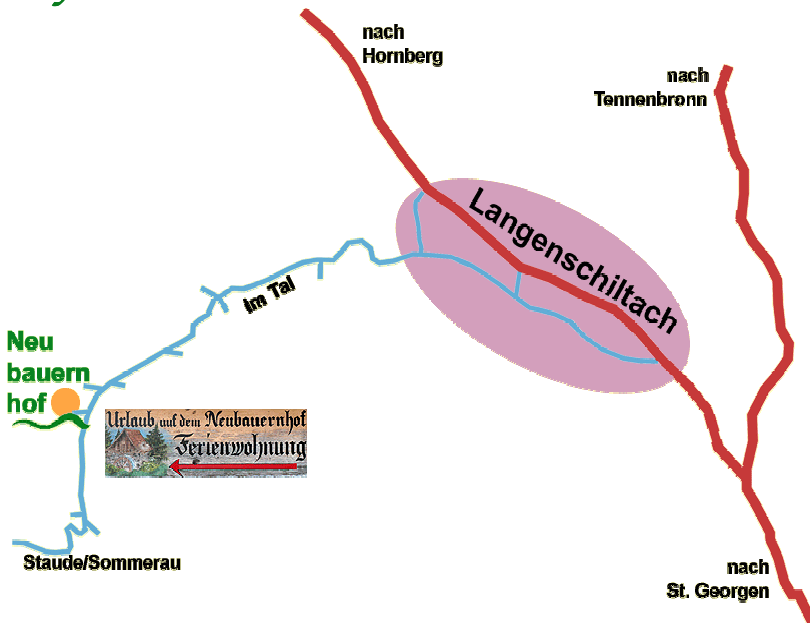 nach
Hornberg
nach
Tennenbronn
Langenschiltach
im Tal
Neu
bauern
hof
Urlaub auf dem Neubauernhof
Ferienwohnung
Staude/Sommerau
nach
St. Georgen